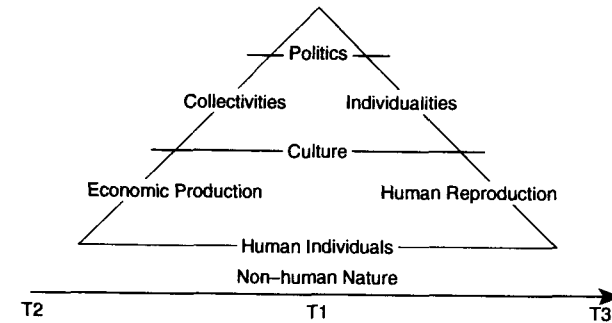 Politics
Collectivities Individualities
Culture
Economic Production Human Reproduction
Human Individuals
Non-human Nature
T2 T1 T3